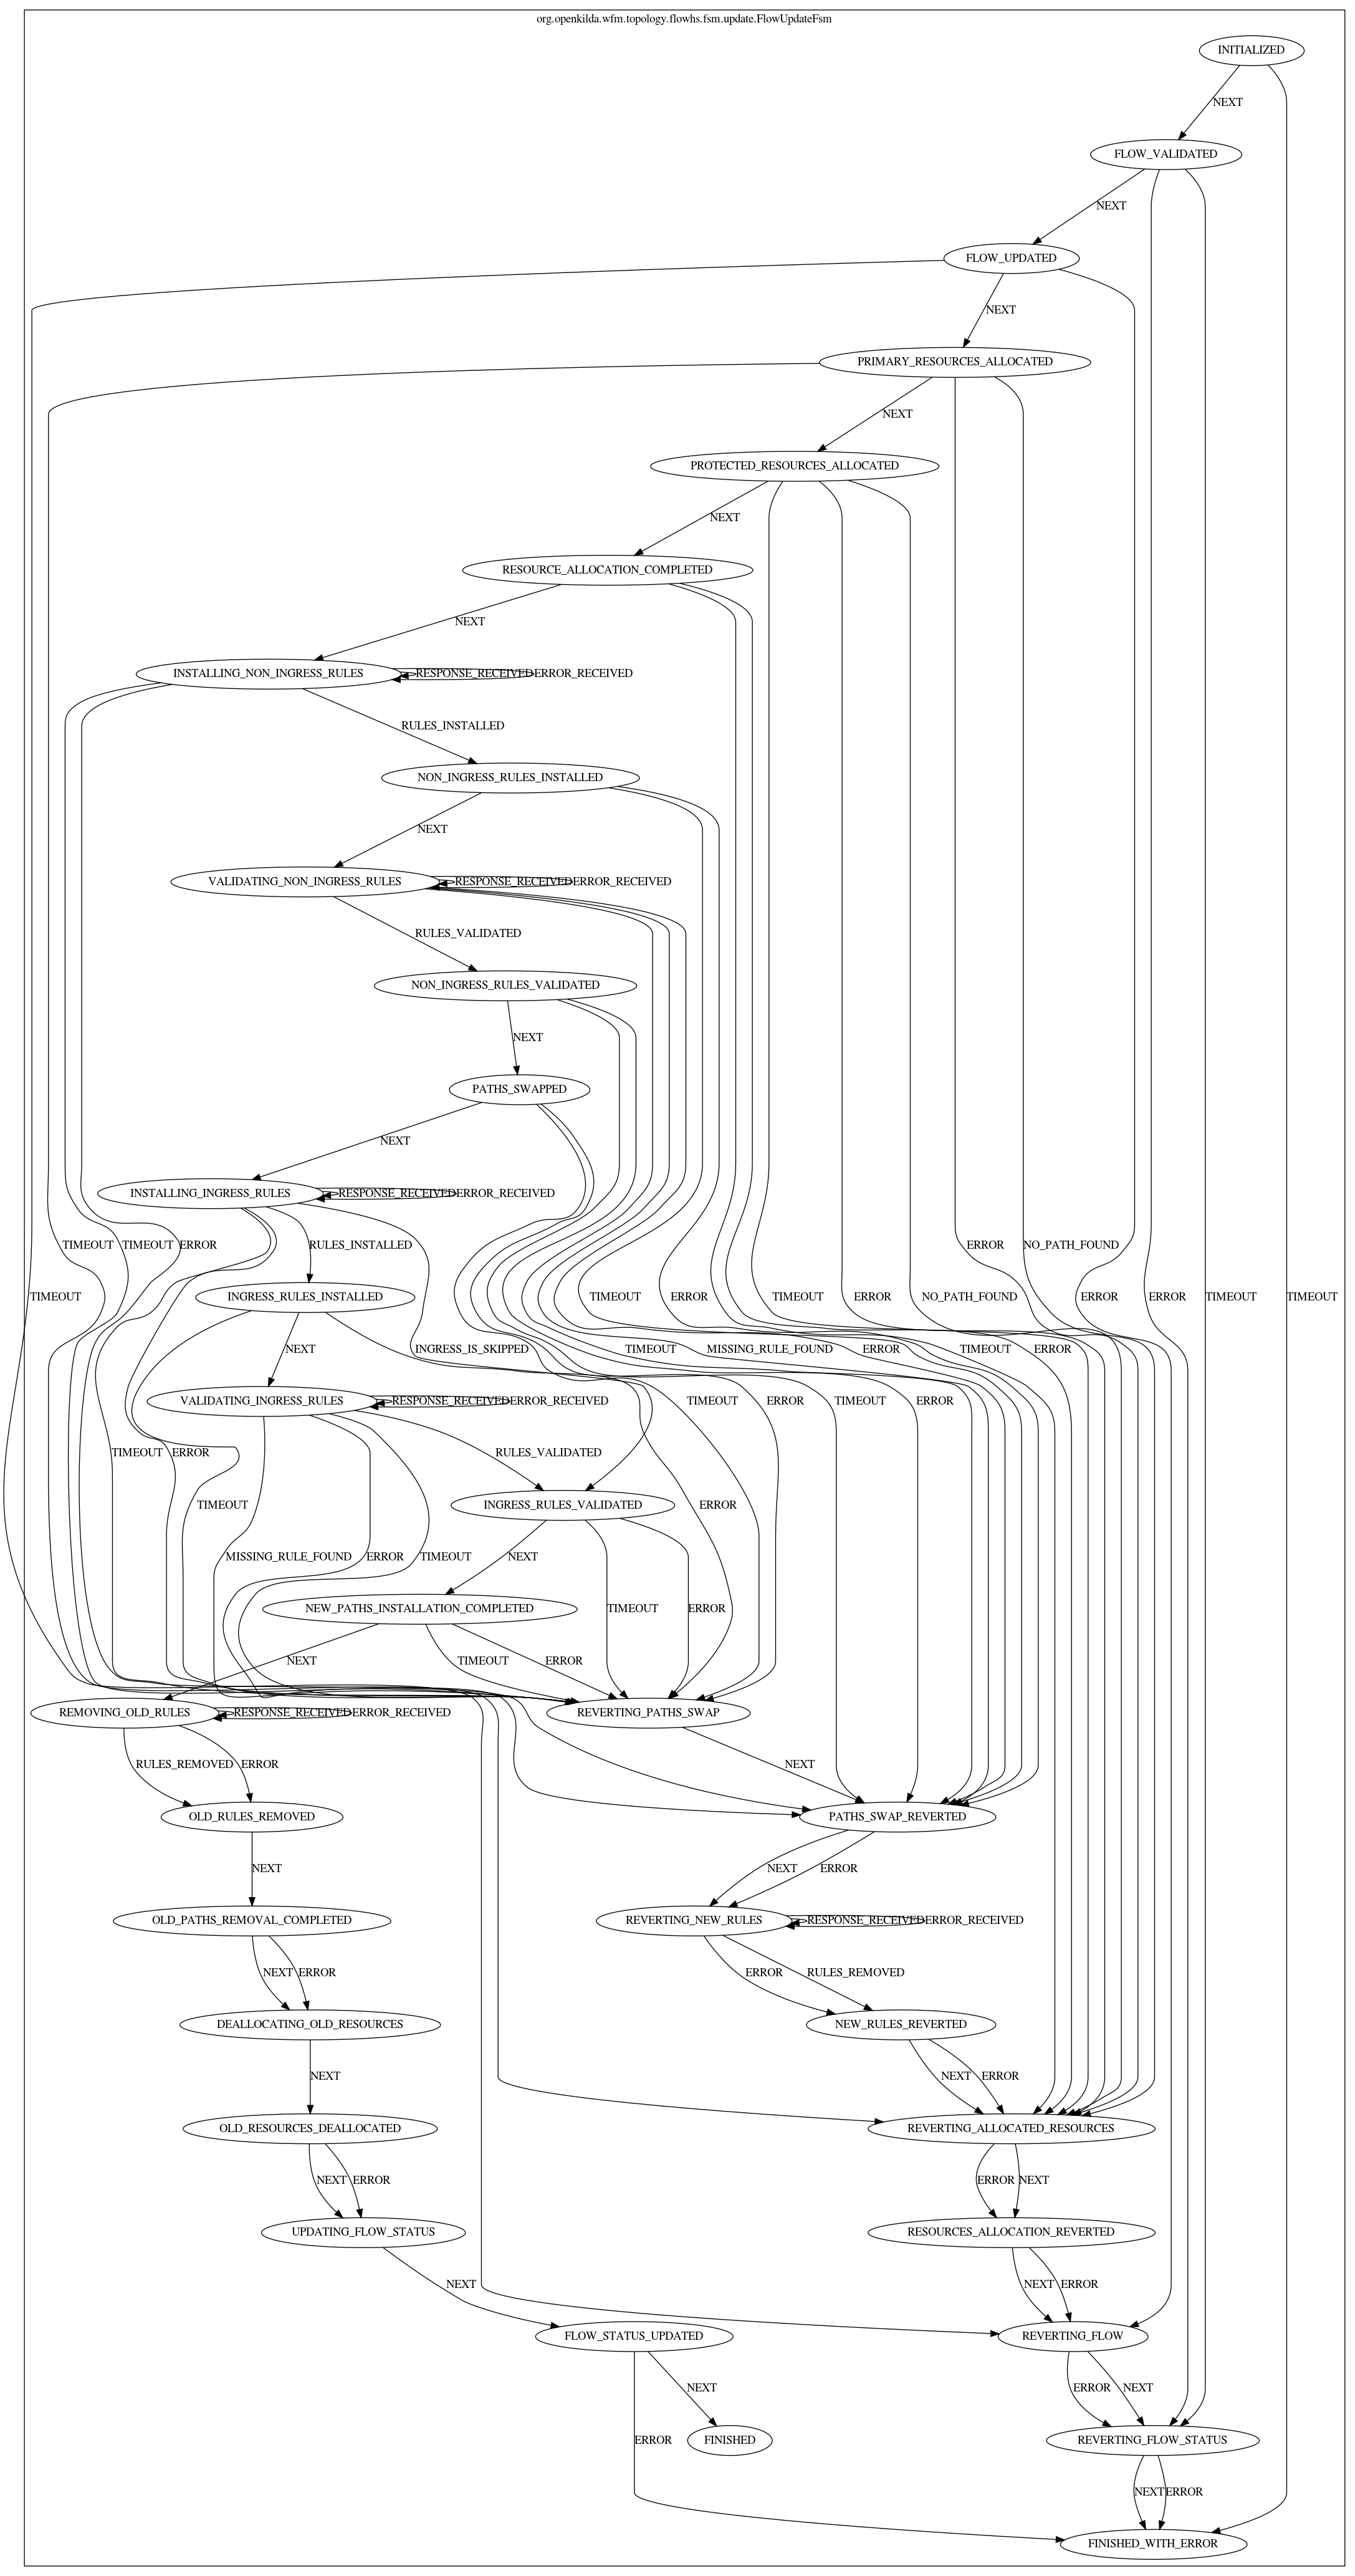 org.openkilda.wfm.topology.flowhs.fsm.update.FlowUpdateFsm
INITIALIZED
NEXT
FLOW_VALIDATED
NEXT
FLOW_UPDATED
NEXT
PRIMARY_RESOURCES_ALLOCATED
NEXT
PROTECTED_RESOURCES_ALLOCATED
NEXT
RESOURCE_ALLOCATION_COMPLETED
NEXT
INSTALLING_NON_INGRESS_RULES
RESPONSE_RECEIVED
ERROR_RECEIVED
RULES_INSTALLED
NON_INGRESS_RULES_INSTALLED
NEXT
VALIDATING_NON_INGRESS_RULES
RESPONSE_RECEIVED
ERROR_RECEIVED
RULES_VALIDATED
NON_INGRESS_RULES_VALIDATED
NEXT
PATHS_SWAPPED
NEXT
INSTALLING_INGRESS_RULES
RESPONSE_RECEIVED
ERROR_RECEIVED
TIMEOUT
TIMEOUT
ERROR
RULES_INSTALLED
ERROR
NO_PATH_FOUND
TIMEOUT
INGRESS_RULES_INSTALLED
TIMEOUT
ERROR
TIMEOUT
ERROR
NO_PATH_FOUND
ERROR
ERROR
TIMEOUT
TIMEOUT
NEXT
INGRESS_IS_SKIPPED
TIMEOUT
MISSING_RULE_FOUND
ERROR
TIMEOUT
ERROR
VALIDATING_INGRESS_RULES
RESPONSE_RECEIVED
ERROR_RECEIVED
TIMEOUT
ERROR
TIMEOUT
ERROR
TIMEOUT
ERROR
RULES_VALIDATED
TIMEOUT
INGRESS_RULES_VALIDATED
ERROR
MISSING_RULE_FOUND
ERROR
TIMEOUT
NEXT
NEW_PATHS_INSTALLATION_COMPLETED
TIMEOUT
ERROR
NEXT
TIMEOUT
ERROR
REMOVING_OLD_RULES
RESPONSE_RECEIVED
ERROR_RECEIVED
REVERTING_PATHS_SWAP
RULES_REMOVED
ERROR
NEXT
OLD_RULES_REMOVED
PATHS_SWAP_REVERTED
NEXT
NEXT
ERROR
OLD_PATHS_REMOVAL_COMPLETED
REVERTING_NEW_RULES
RESPONSE_RECEIVED
ERROR_RECEIVED
NEXT
ERROR
ERROR
RULES_REMOVED
DEALLOCATING_OLD_RESOURCES
NEW_RULES_REVERTED
NEXT
NEXT
ERROR
OLD_RESOURCES_DEALLOCATED
REVERTING_ALLOCATED_RESOURCES
NEXT
ERROR
ERROR
NEXT
UPDATING_FLOW_STATUS
RESOURCES_ALLOCATION_REVERTED
NEXT
NEXT
ERROR
FLOW_STATUS_UPDATED
REVERTING_FLOW
NEXT
ERROR
NEXT
ERROR
FINISHED
REVERTING_FLOW_STATUS
NEXT
ERROR
FINISHED_WITH_ERROR